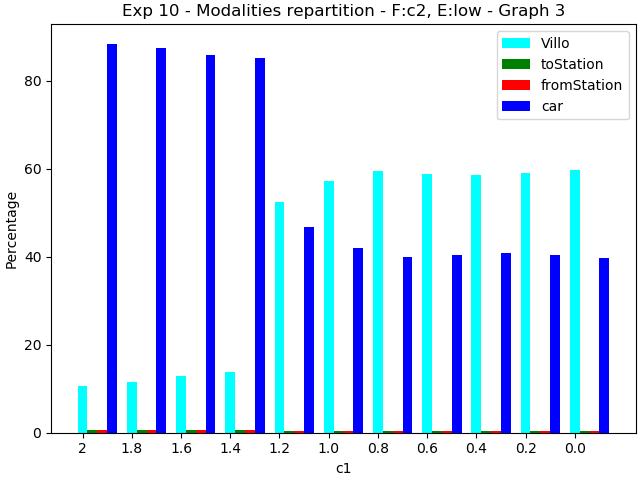 Exp 10 - Modalities repartition - F:c2, E:low - Graph 3
Villo
toStation
fromStation
car
Percentage
80
60
40
20
0
2 1.8 1.6 1.4 1.2 1.0 0.8 0.6 0.4 0.2 0.0
c1